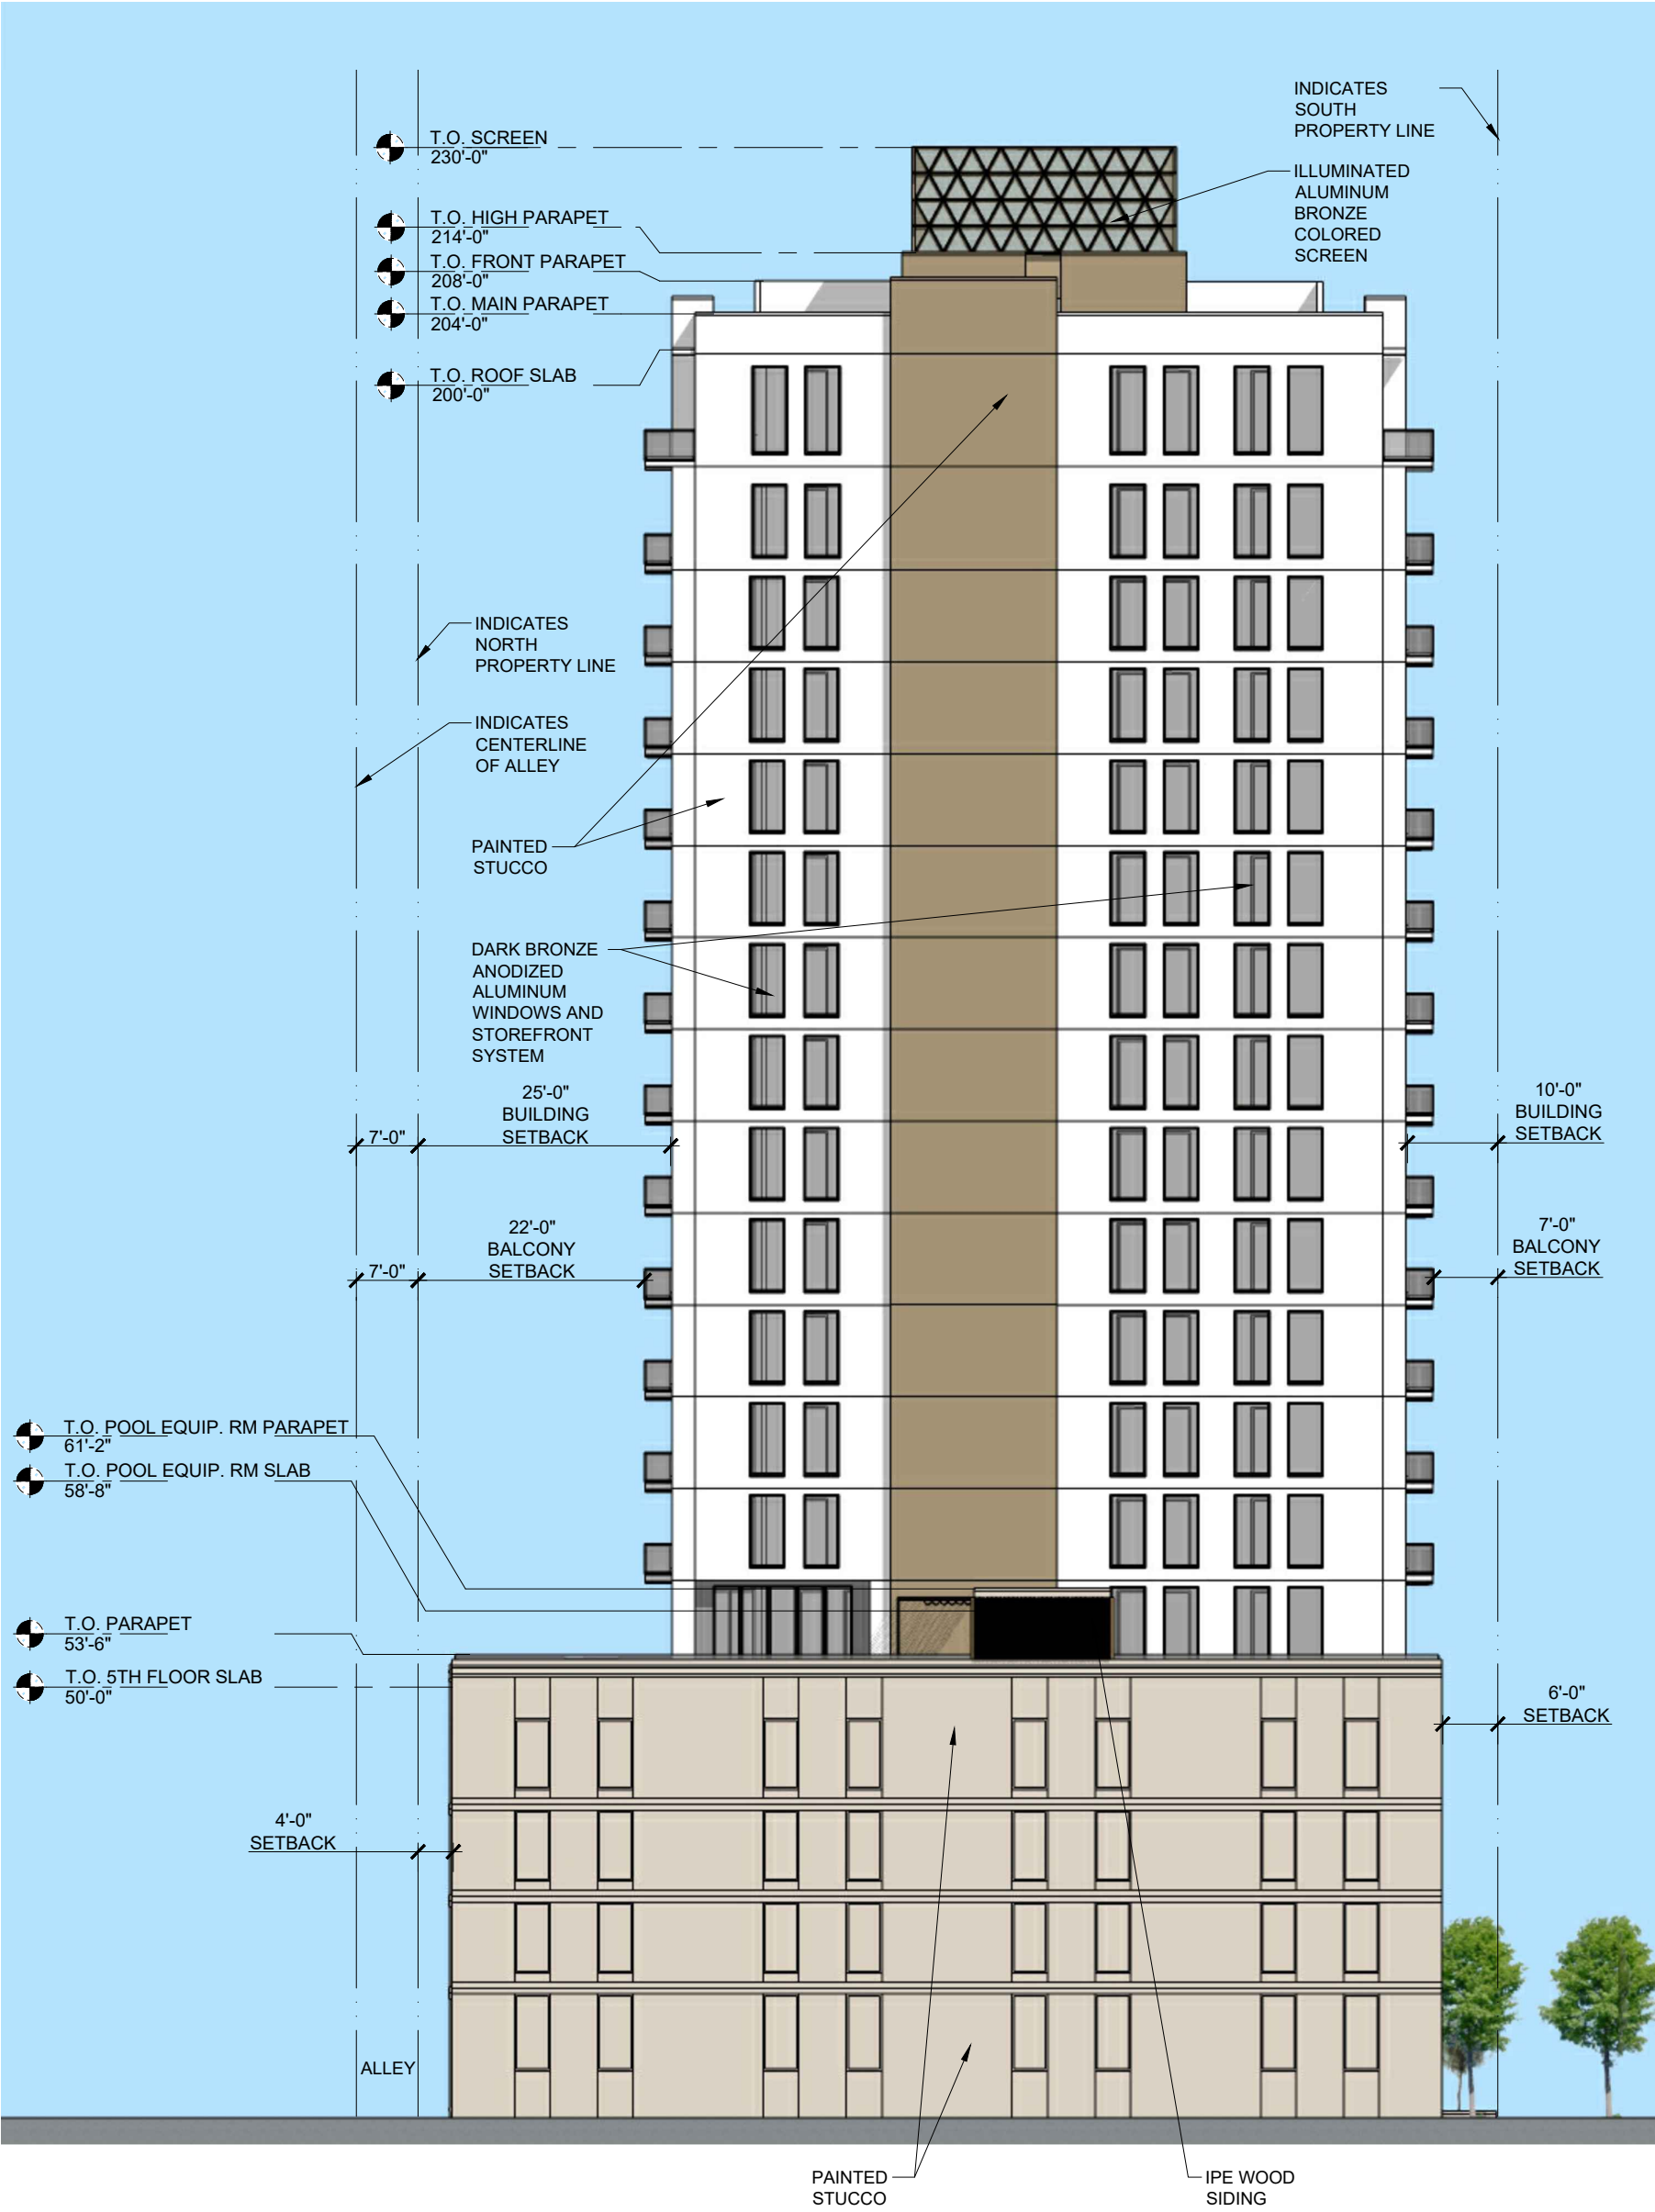 INDICATES
SOUTH
PROPERTY LINE
T.O. SCREEN
230'-0"
ILLUMINATED
ALUMINUM
BRONZE
COLORED
SCREEN
T.O. HIGH PARAPET
214'-0"
T.O. FRONT PARAPET
208'-0"
T.O. MAIN PARAPET
204'-0"
T.O. ROOF SLAB
200'-0"
INDICATES
NORTH
PROPERTY LINE
INDICATES
CENTERLINE
OF ALLEY
PAINTED
STUCCO
DARK BRONZE
ANODIZED
ALUMINUM
WINDOWS AND
STOREFRONT
SYSTEM
25'-0"
BUILDING
SETBACK
7'-0"
10'-0"
BUILDING
SETBACK
22'-0"
BALCONY
SETBACK
7'-0"
7'-0"
BALCONY
SETBACK
T.O. POOL EQUIP. RM PARAPET
61'-2"
T.O. POOL EQUIP. RM SLAB
58'-8"
T.O. PARAPET
53'-6"
T.O. 5TH FLOOR SLAB
50'-0"
6'-0"
SETBACK
4'-0"
SETBACK
ALLEY
PAINTED
STUCCO
IPE WOOD
SIDING